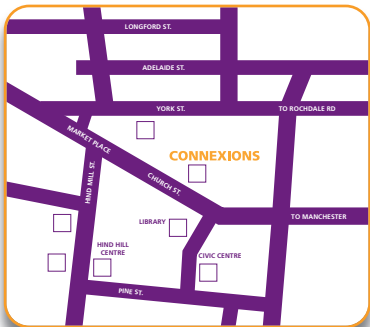 LONGFORD ST.
ADELAIDE ST.
YORK ST.
TO ROCHDALE RD
MARKET PLACE
CONNEXIONS
HIND MILL ST.
CHURCH ST.
LIBRARY
TO MANCHESTER
HIND HILL
CENTRE
CIVIC CENTRE
PINE ST.